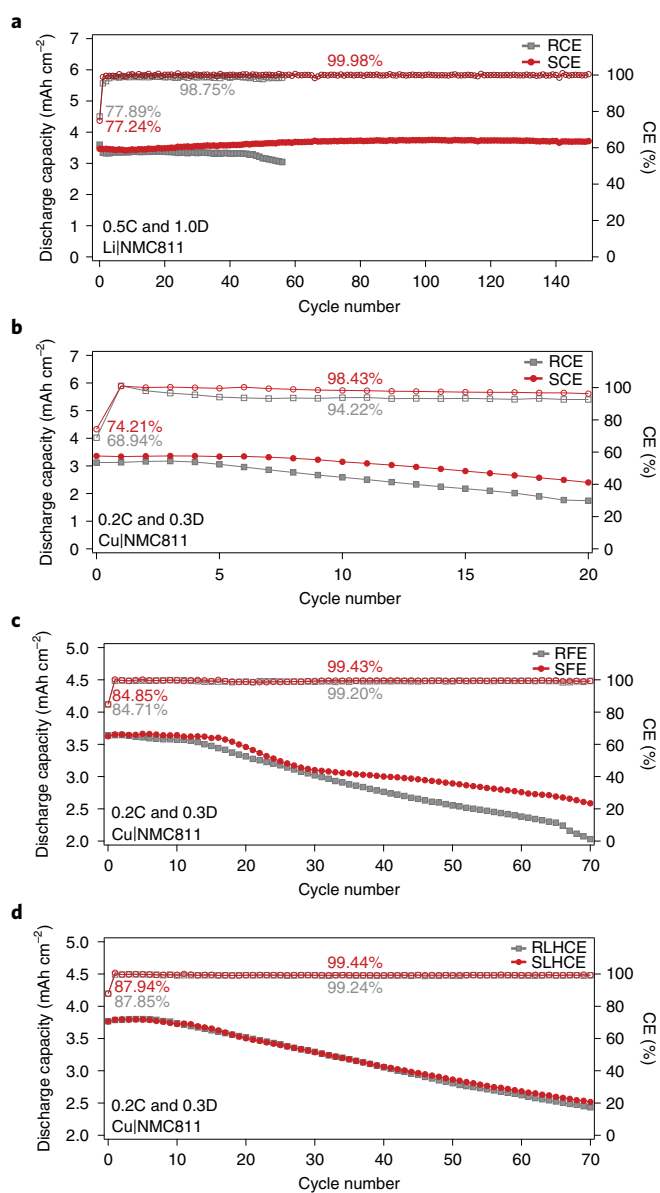 a
7
6
5
4
3
2
1
0
Discharge capacity (mAh cm−2)
RCE
SCE
99.98%
98.75%
77.89%
77.24%
0.5C and 1.0D
Li|NMC811
100
80
60
40
20
0
CE (%)
0 20 40 60 80 100 120 140
Cycle number
b
7
6
5
4
3
2
1
0
Discharge capacity (mAh cm−2)
RCE
SCE
98.43%
94.22%
74.21%
68.94%
0.2C and 0.3D
Cu|NMC811
100
80
60
40
20
0
CE (%)
0 5 10 15 20
Cycle number
c
5.0
4.5
4.0
3.5
3.0
2.5
2.0
Discharge capacity (mAh cm−2)
RFE
SFE
99.43%
99.20%
84.85%
84.71%
0.2C and 0.3D
Cu|NMC811
100
80
60
40
20
0
CE (%)
0 10 20 30 40 50 60 70
Cycle number
d
5.0
4.5
4.0
3.5
3.0
2.5
2.0
Discharge capacity (mAh cm−2)
RLHCE
SLHCE
99.44%
99.24%
87.94%
87.85%
0.2C and 0.3D
Cu|NMC811
100
80
60
40
20
0
CE (%)
0 10 20 30 40 50 60 70
Cycle number